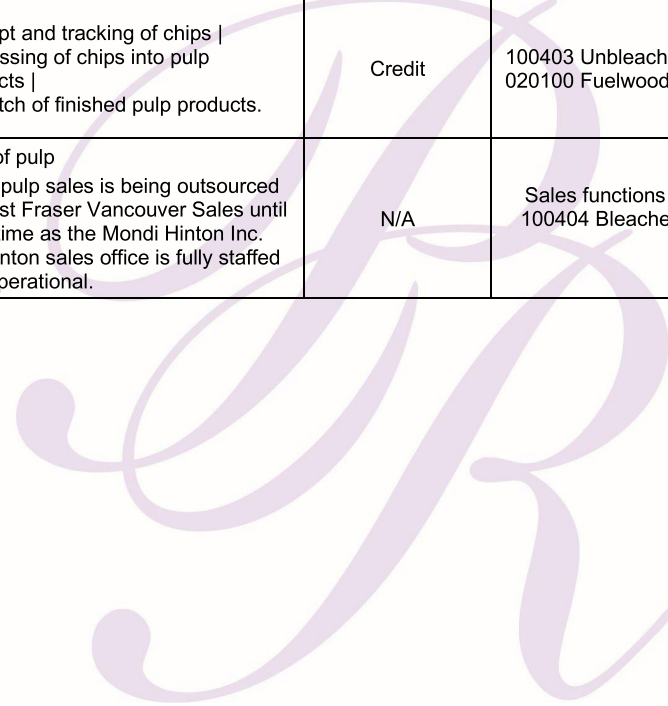 pt and tracking of chips |
ssing of chips into pulp
cts |
tch of finished pulp products.
Credit
100403 Unbleach
020100 Fuelwood
of pulp
pulp sales is being outsourced
st Fraser Vancouver Sales until
time as the Mondi Hinton Inc.
nton sales office is fully staffed
perational.
N/A
Sales functions
100404 Bleache